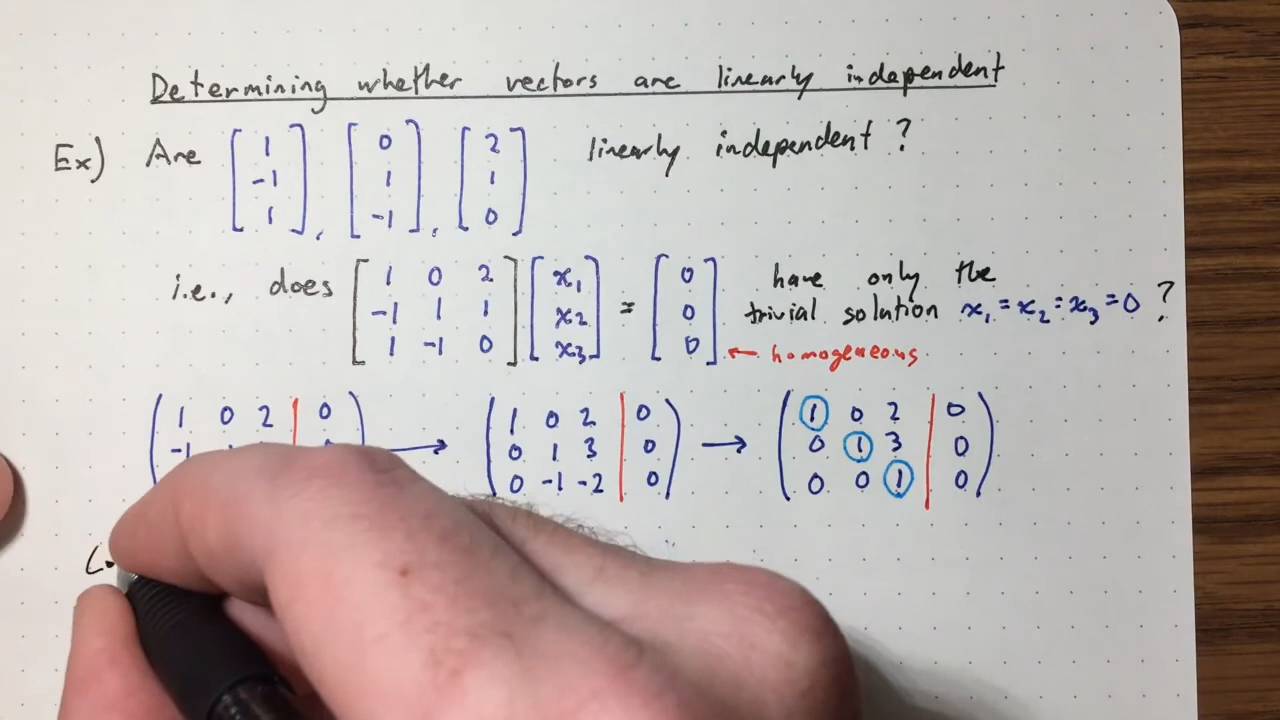 Determining whether vectors are linearly independent
Ex) Are [1 -1 1], [0 1 -1], [2 1 0] linearly independent?
i.e., does [1 0 2; -1 1 1; 1 -1 0] [x₁ x₂ x₃] = [0 0 0] have only the
trivial solution x₁ = x₂ = x₃ = 0 ?
← homogeneous
(1 0 2 | 0) → (1 0 2 | 0) → (1 0 2 | 0)
-1 0 1 3 | 0 0 1 3 | 0
0 -1 -2 | 0 0 0 1 | 0